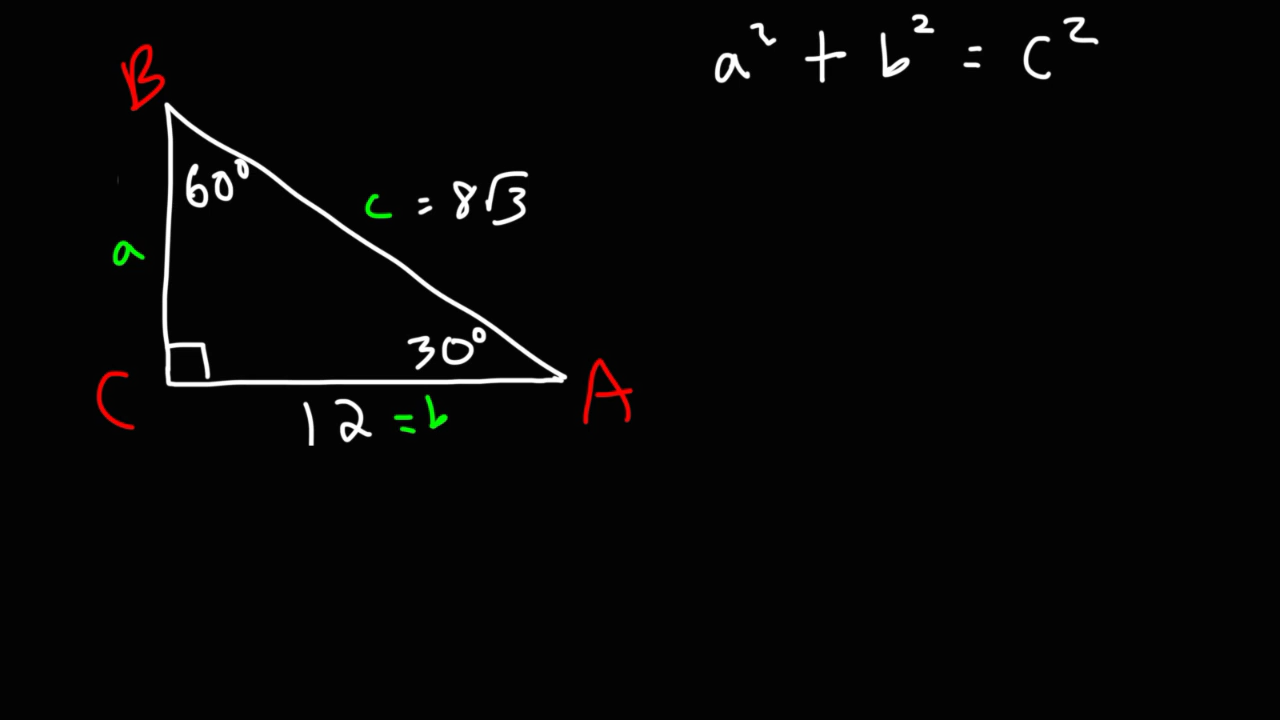 a² + b² = c²
B
60°
c = 8√3
a
30°
C
A
12 = b